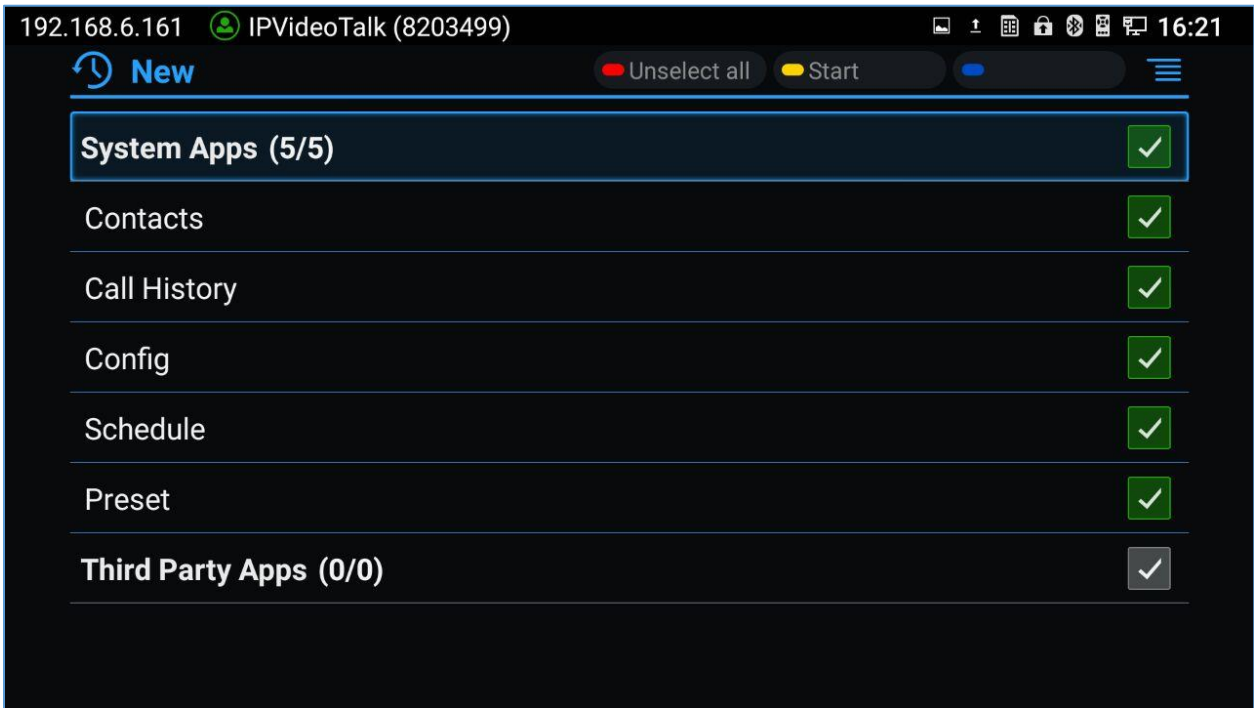 192.168.6.161 IPVideoTalk (8203499) 16:21
New Unselect all Start
System Apps (5/5)
Contacts
Call History
Config
Schedule
Preset
Third Party Apps (0/0)